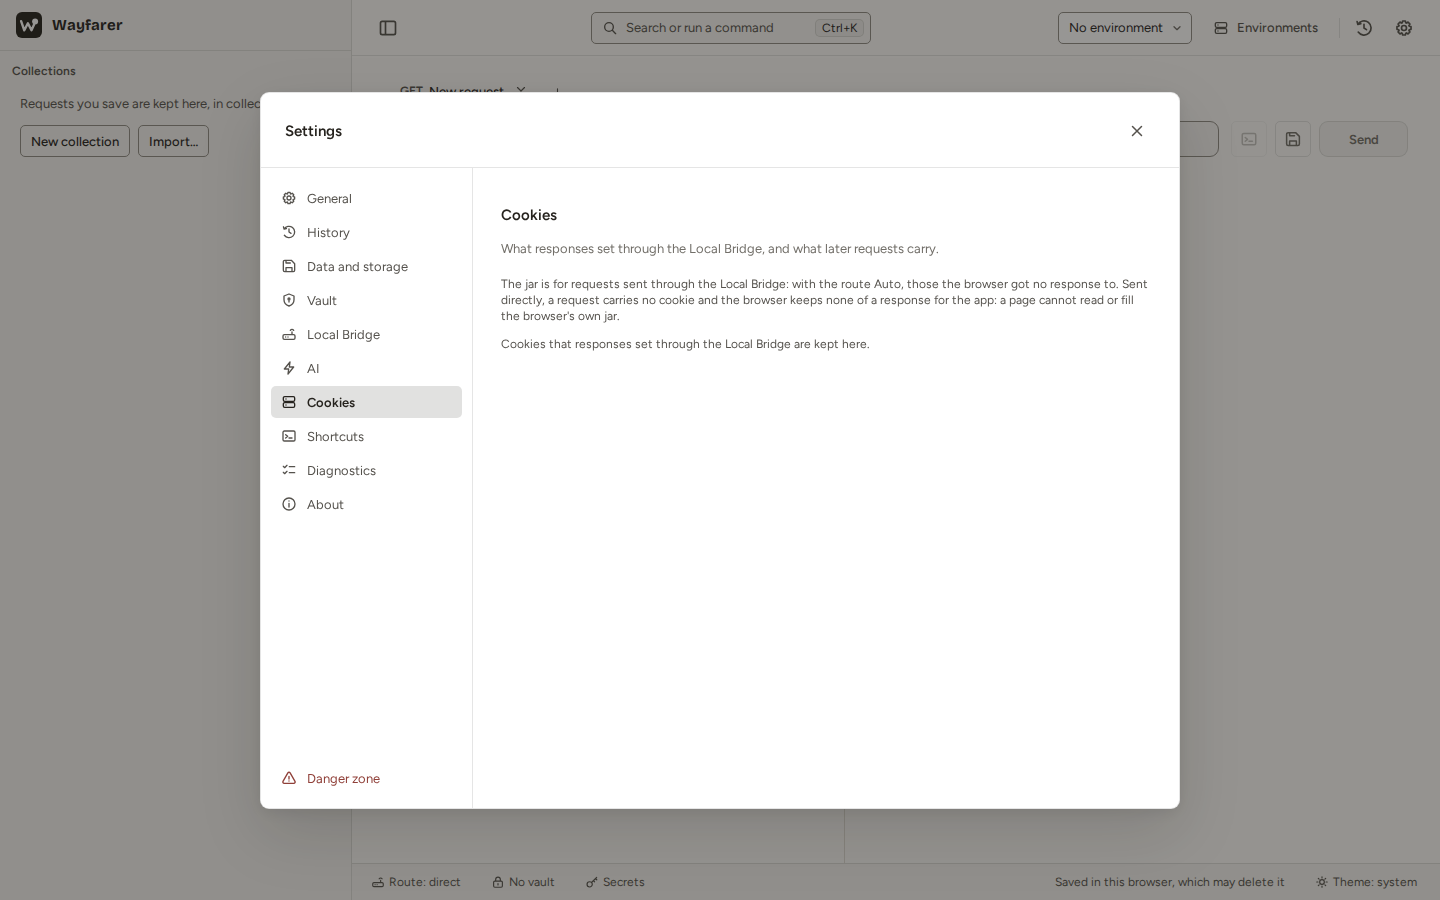 Wayfarer
Search or run a command
Ctrl+K
No environment
Environments
Collections
Requests you save are kept here, in collec
New collection
Import...
GET New request
Send
Settings
General
History
Data and storage
Vault
Local Bridge
AI
Cookies
Shortcuts
Diagnostics
About
Danger zone
Cookies
What responses set through the Local Bridge, and what later requests carry.
The jar is for requests sent through the Local Bridge: with the route Auto, those the browser got no response to. Sent
directly, a request carries no cookie and the browser keeps none of a response for the app: a page cannot read or fill
the browser's own jar.
Cookies that responses set through the Local Bridge are kept here.
Route: direct
No vault
Secrets
Saved in this browser, which may delete it
Theme: system